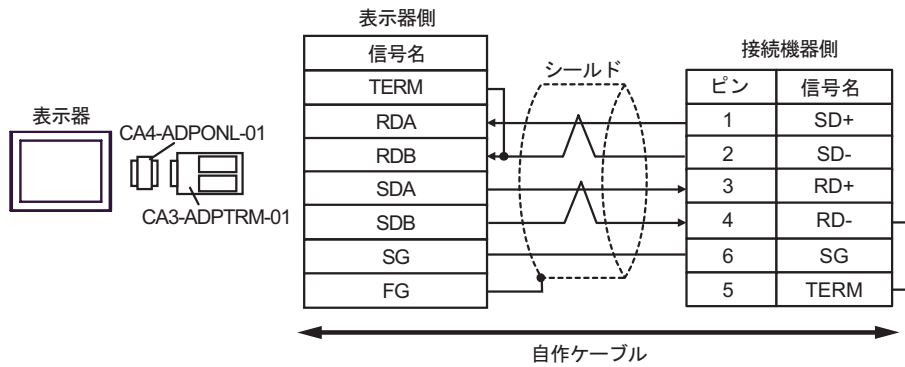 表示器
CA4-ADPONL-01
CA3-ADPTRM-01
表示器側
信号名
TERM
RDA
RDB
SDA
SDB
SG
FG
シールド
接続機器側
ピン 信号名
1 SD+
2 SD-
3 RD+
4 RD-
6 SG
5 TERM
自作ケーブル